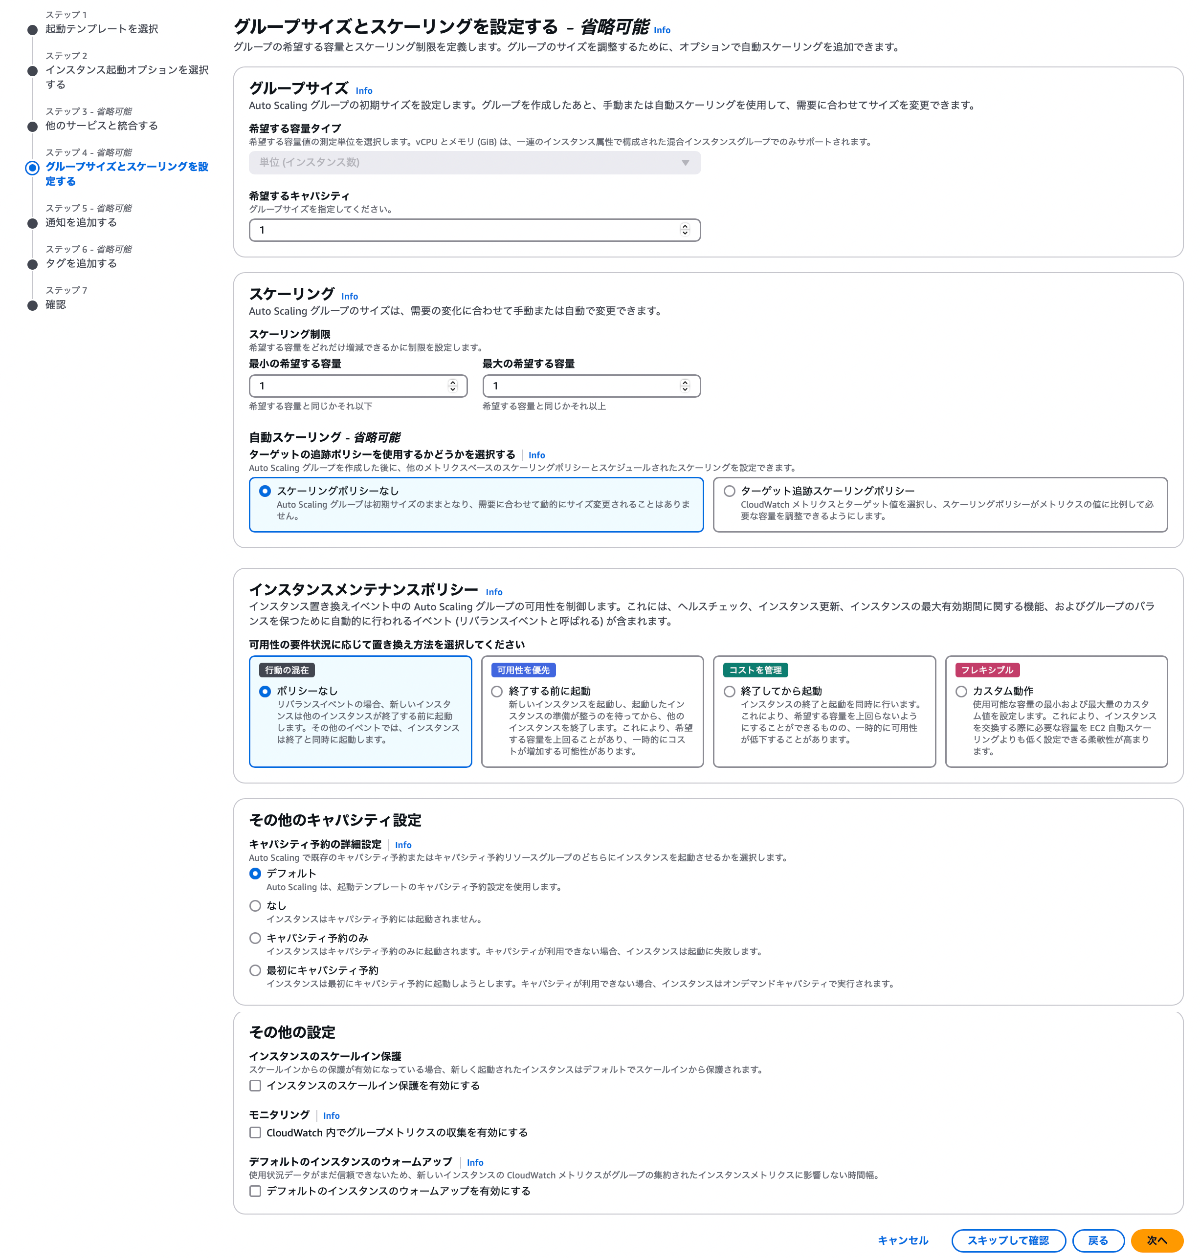 ステップ 1
起動テンプレートを選択
ステップ 2
インスタンス起動オプションを選択
する
ステップ 3 - 省略可能
他のサービスと統合する
ステップ 4 - 省略可能
グループサイズとスケーリングを設
定する
ステップ 5 - 省略可能
通知を追加する
ステップ 6 - 省略可能
タグを追加する
ステップ 7
確認
グループサイズとスケーリングを設定する - 省略可能 Info
グループの希望する容量とスケーリング制限を定義します。グループのサイズを調整するために、オプションで自動スケーリングを追加できます。
グループサイズ Info
Auto Scaling グループの初期サイズを設定します。グループを作成したあと、手動または自動スケーリングを使用して、需要に合わせてサイズを変更できます。
希望する容量タイプ
希望する容量値の測定単位を選択します。vCPU とメモリ (GiB) は、一連のインスタンス属性で構成された混合インスタンスグループでのみサポートされます。
単位 (インスタンス数)
希望するキャパシティ
グループサイズを指定してください。
1
スケーリング Info
Auto Scaling グループのサイズは、需要の変化に合わせて手動または自動で変更できます。
スケーリング制限
希望する容量をどれだけ増減できるかに制限を設定します。
最小の希望する容量 最大の希望する容量
1 1
希望する容量と同じかそれ以下 希望する容量と同じかそれ以上
自動スケーリング - 省略可能
ターゲットの追跡ポリシーを使用するかどうかを選択する Info
Auto Scaling グループを作成した後に、他のメトリクスベースのスケーリングポリシーとスケジュールされたスケーリングを設定できます。
スケーリングポリシーなし
Auto Scaling グループは初期サイズのままとなり、需要に合わせて動的にサイズ変更されることはありま
せん。
ターゲット追跡スケーリングポリシー
CloudWatch メトリクスとターゲット値を選択し、スケーリングポリシーがメトリクスの値に比例して必
要な容量を調整できるようにします。
インスタンスメンテナンスポリシー Info
インスタンス置き換えイベント中の Auto Scaling グループの可用性を制御します。これには、ヘルスチェック、インスタンス更新、インスタンスの最大有効期間に関する機能、およびグループのバラ
ンスを保つために自動的に行われるイベント (リバランスイベントと呼ばれる) が含まれます。
可用性の要件状況に応じて置き換え方法を選択してください
行動の混在
ポリシーなし
リバランスイベントの場合、新しいインスタ
ンスは他のインスタンスが終了する前に起動
します。その他のイベントでは、インスタンス
は終了と同時に起動します。
可用性を優先
終了する前に起動
新しいインスタンスを起動し、起動したイン
スタンスの準備が整うのを待ってから、他の
インスタンスを終了します。これにより、希望
する容量を上回ることがあり、一時的にコス
トが増加する可能性があります。
コストを管理
終了してから起動
インスタンスの終了と起動を同時に行います。
これにより、希望する容量を上回らないよう
にすることができるものの、一時的に可用性
が低下することがあります。
フレキシブル
カスタム動作
使用可能な容量の最小および最大のカスタ
ム値を設定します。これにより、インスタンス
を交換する際に必要な容量を EC2 自動スケー
リングよりも低く設定できる柔軟性が高まり
ます。
その他のキャパシティ設定
キャパシティ予約の詳細設定 Info
Auto Scaling で既存のキャパシティ予約またはキャパシティ予約リソースグループのどちらにインスタンスを起動させるかを選択します。
デフォルト
Auto Scaling は、起動テンプレートのキャパシティ予約設定を使用します。
なし
インスタンスはキャパシティ予約には起動されません。
キャパシティ予約のみ
インスタンスはキャパシティ予約のみに起動されます。キャパシティが利用できない場合、インスタンスは起動に失敗します。
最初にキャパシティ予約
インスタンスは最初にキャパシティ予約に起動しようとします。キャパシティが利用できない場合、インスタンスはオンデマンドキャパシティで実行されます。
その他の設定
インスタンスのスケールイン保護
スケールインからの保護が有効になっている場合、新しく起動されたインスタンスはデフォルトでスケールインから保護されます。
インスタンスのスケールイン保護を有効にする
モニタリング Info
CloudWatch 内でグループメトリクスの収集を有効にする
デフォルトのインスタンスのウォームアップ Info
使用状況データがまだ信頼できないため、新しいインスタンスの CloudWatch メトリクスがグループの集約されたインスタンスメトリクスに影響しない時間幅。
デフォルトのインスタンスのウォームアップを有効にする
キャンセル スキップして確認 戻る 次へ